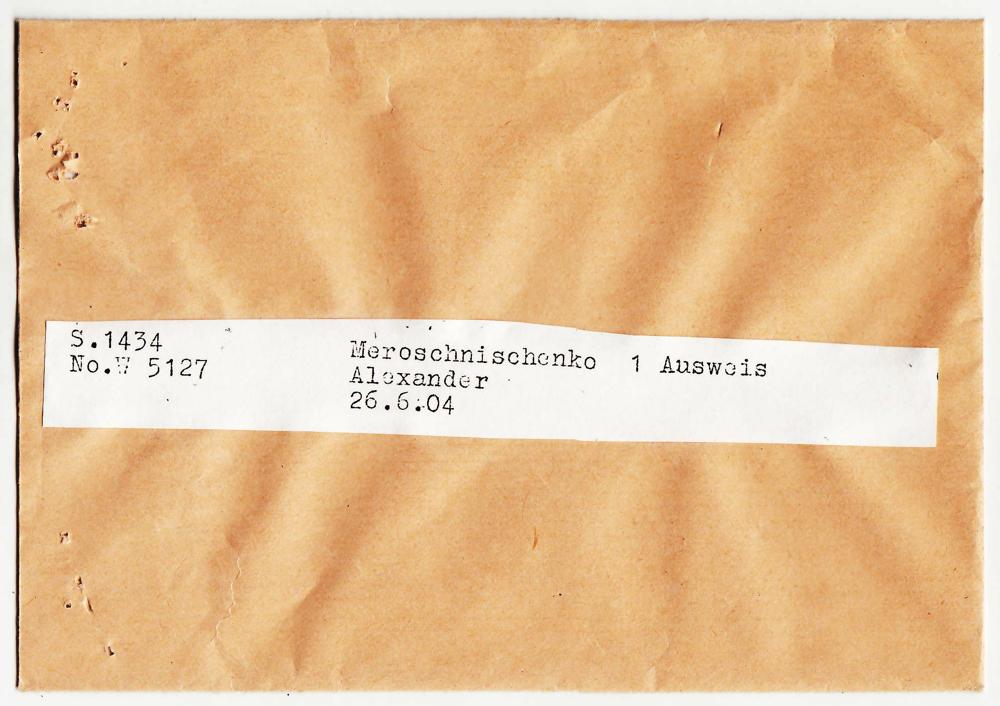 S.1434
No.W 5127
Meroschnischenko 1 Ausweis
Alexander
26.6.04